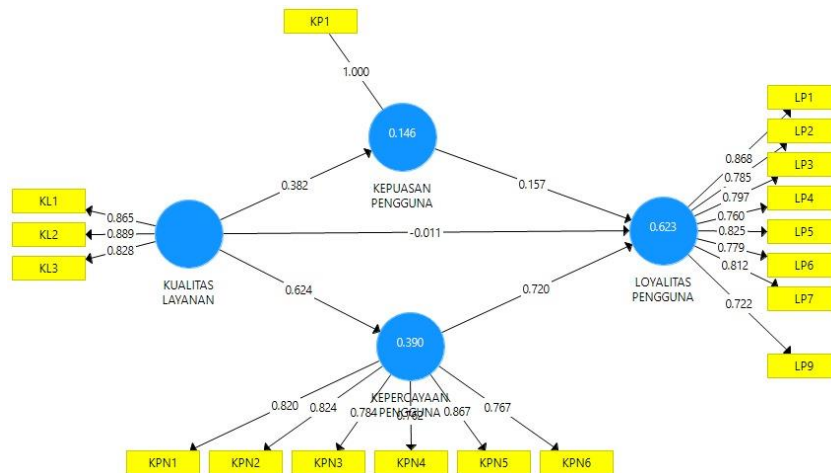 KP1
1.000
LP1
LP2
0.146
0.868
0.785
LP3
0.797
0.382
KEPUASAN
PENGGUNA
0.157
LP4
0.760
KL1
0.865
KL2
0.889
KL3
0.828
-0.011
0.623
0.825
LP5
0.779
LP6
0.812
LP7
KUALITAS
LAYANAN
LOYALITAS
PENGGUNA
0.624
0.720
0.722
0.390
LP9
KEPERCAYAAN
PENGGUNA
0.820
0.824
0.784
0.762
0.867
0.767
KPN1
KPN2
KPN3
KPN4
KPN5
KPN6